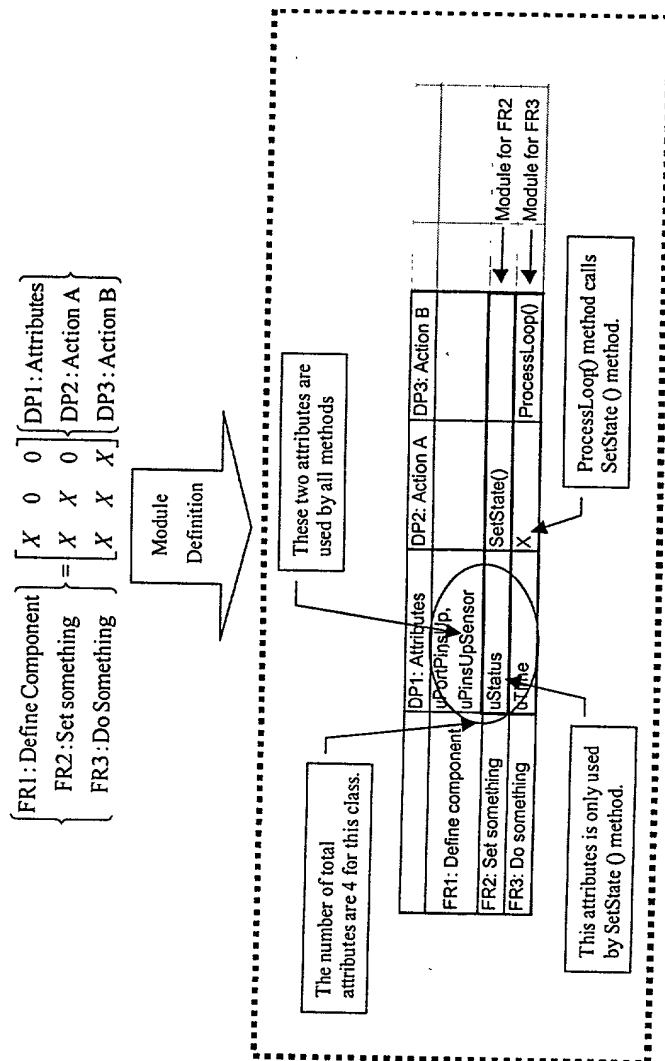 FR1 : Define Component
FR2 : Set something
FR3 : Do Something
=
X 0 0
X X 0
X X X
DP1 : Attributes
DP2 : Action A
DP3 : Action B
Module
Definition
The number of total
attributes are 4 for this class.
These two attributes are
used by all methods
DP1: Attributes DP2: Action A DP3: Action B
FR1: Define component uPortPinsUp,
uPinsUpSensor
FR2: Set something uStatus SetState() Module for FR2
FR3: Do something uTime X ProcessLoop() Module for FR3
This attributes is only used
by SetState () method.
ProcessLoop() method calls
SetState () method.